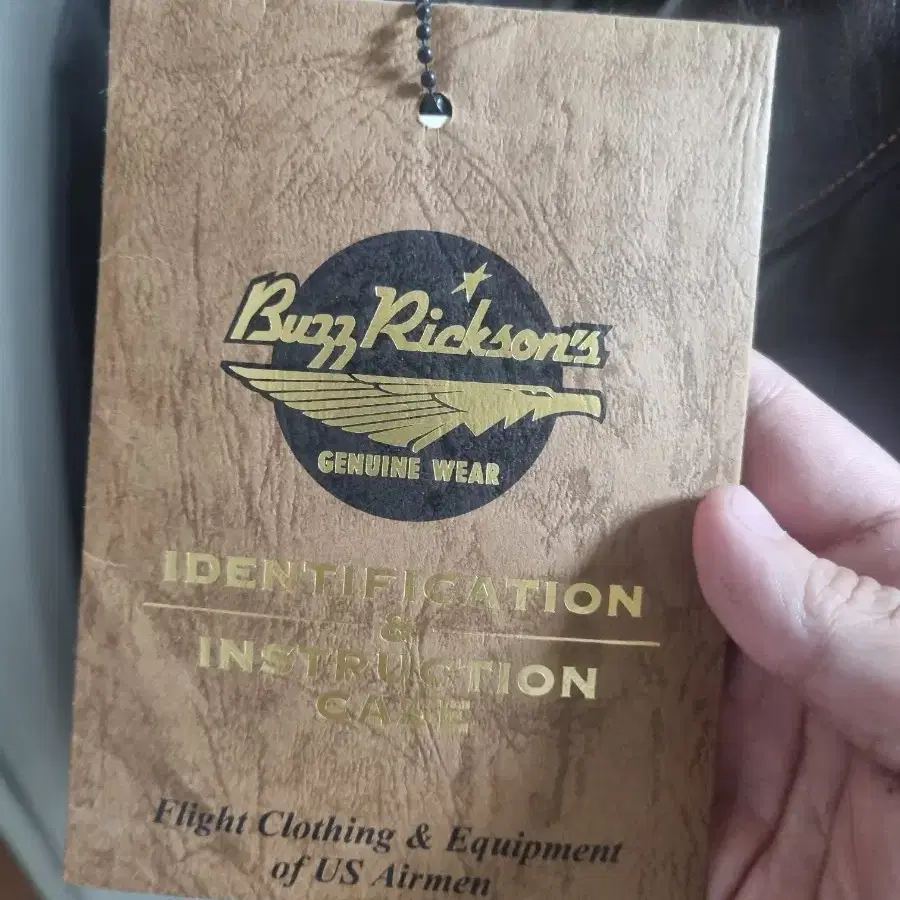 Buzz Rickson's
GENUINE WEAR
IDENTIFICATION
&
INSTRUCTION
CASE
Flight Clothing & Equipment
of US Airmen